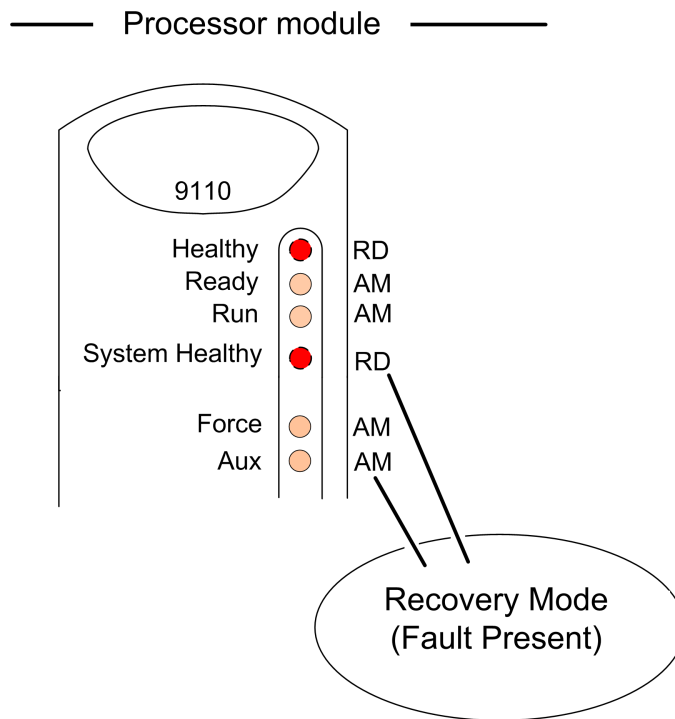 Processor module
9110
Healthy RD
Ready AM
Run AM
System Healthy RD
Force AM
Aux AM
Recovery Mode
(Fault Present)